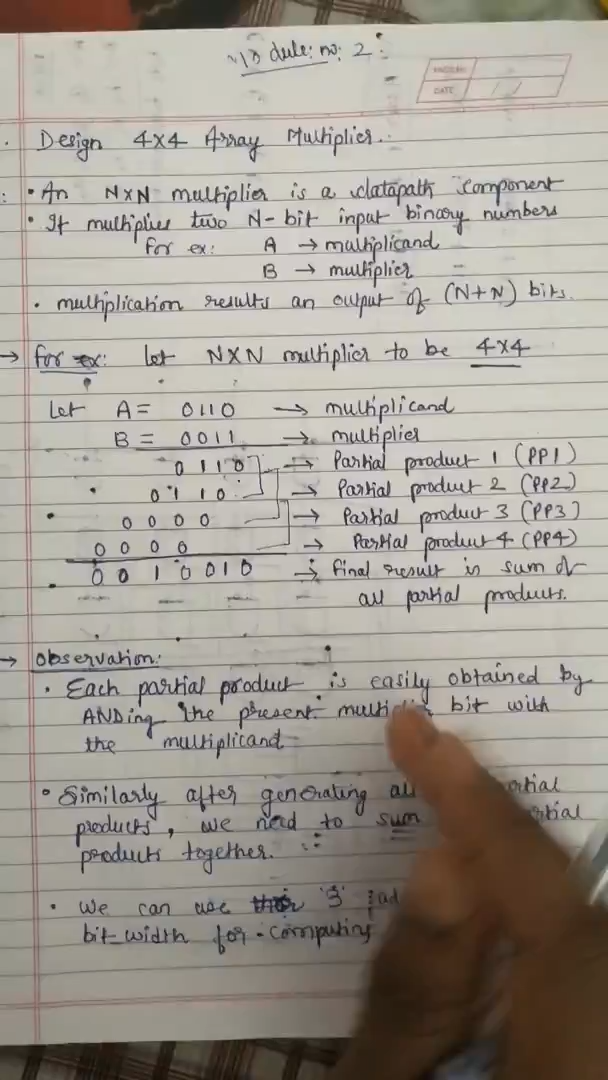 dule: no: 2:
DATE
Design 4x4 Array Multiplier.
• An NXN multiplier is a datapath component
• It multiplies two N-bit input binary numbers
for ex: A → multiplicand
B → multiplier
• multiplication results an output of (N+N) bits.
→ for ex: Let NXN multiplier to be 4x4
Let A = 0110 → multiplicand
B = 0011 → multiplier
0110 → Partial product 1 (PP1)
0110 → Partial product 2 (PP2)
0000 → Partial product 3 (PP3)
0000 → Partial product 4 (PP4)
0010010 → final result is sum of
all partial products.
→ Observation:
• Each partial product is easily obtained by
ANDing the present bit with
the multiplicand
• Similarly after generating all
products, we need to sum
products together.
• We can use '3'
bit-width for computing